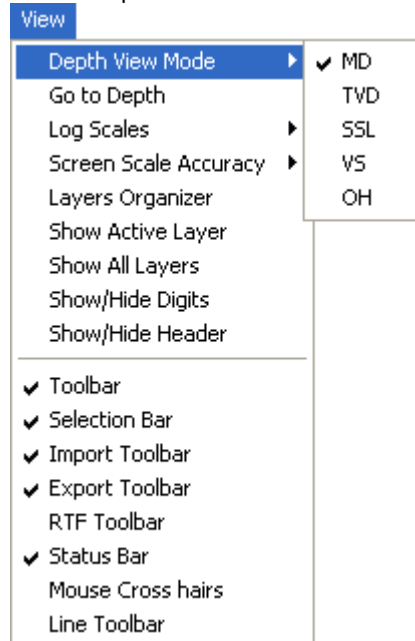 View
Depth View Mode
Go to Depth
Log Scales
Screen Scale Accuracy
Layers Organizer
Show Active Layer
Show All Layers
Show/Hide Digits
Show/Hide Header
Toolbar
Selection Bar
Import Toolbar
Export Toolbar
RTF Toolbar
Status Bar
Mouse Cross hairs
Line Toolbar
MD
TVD
SSL
VS
OH